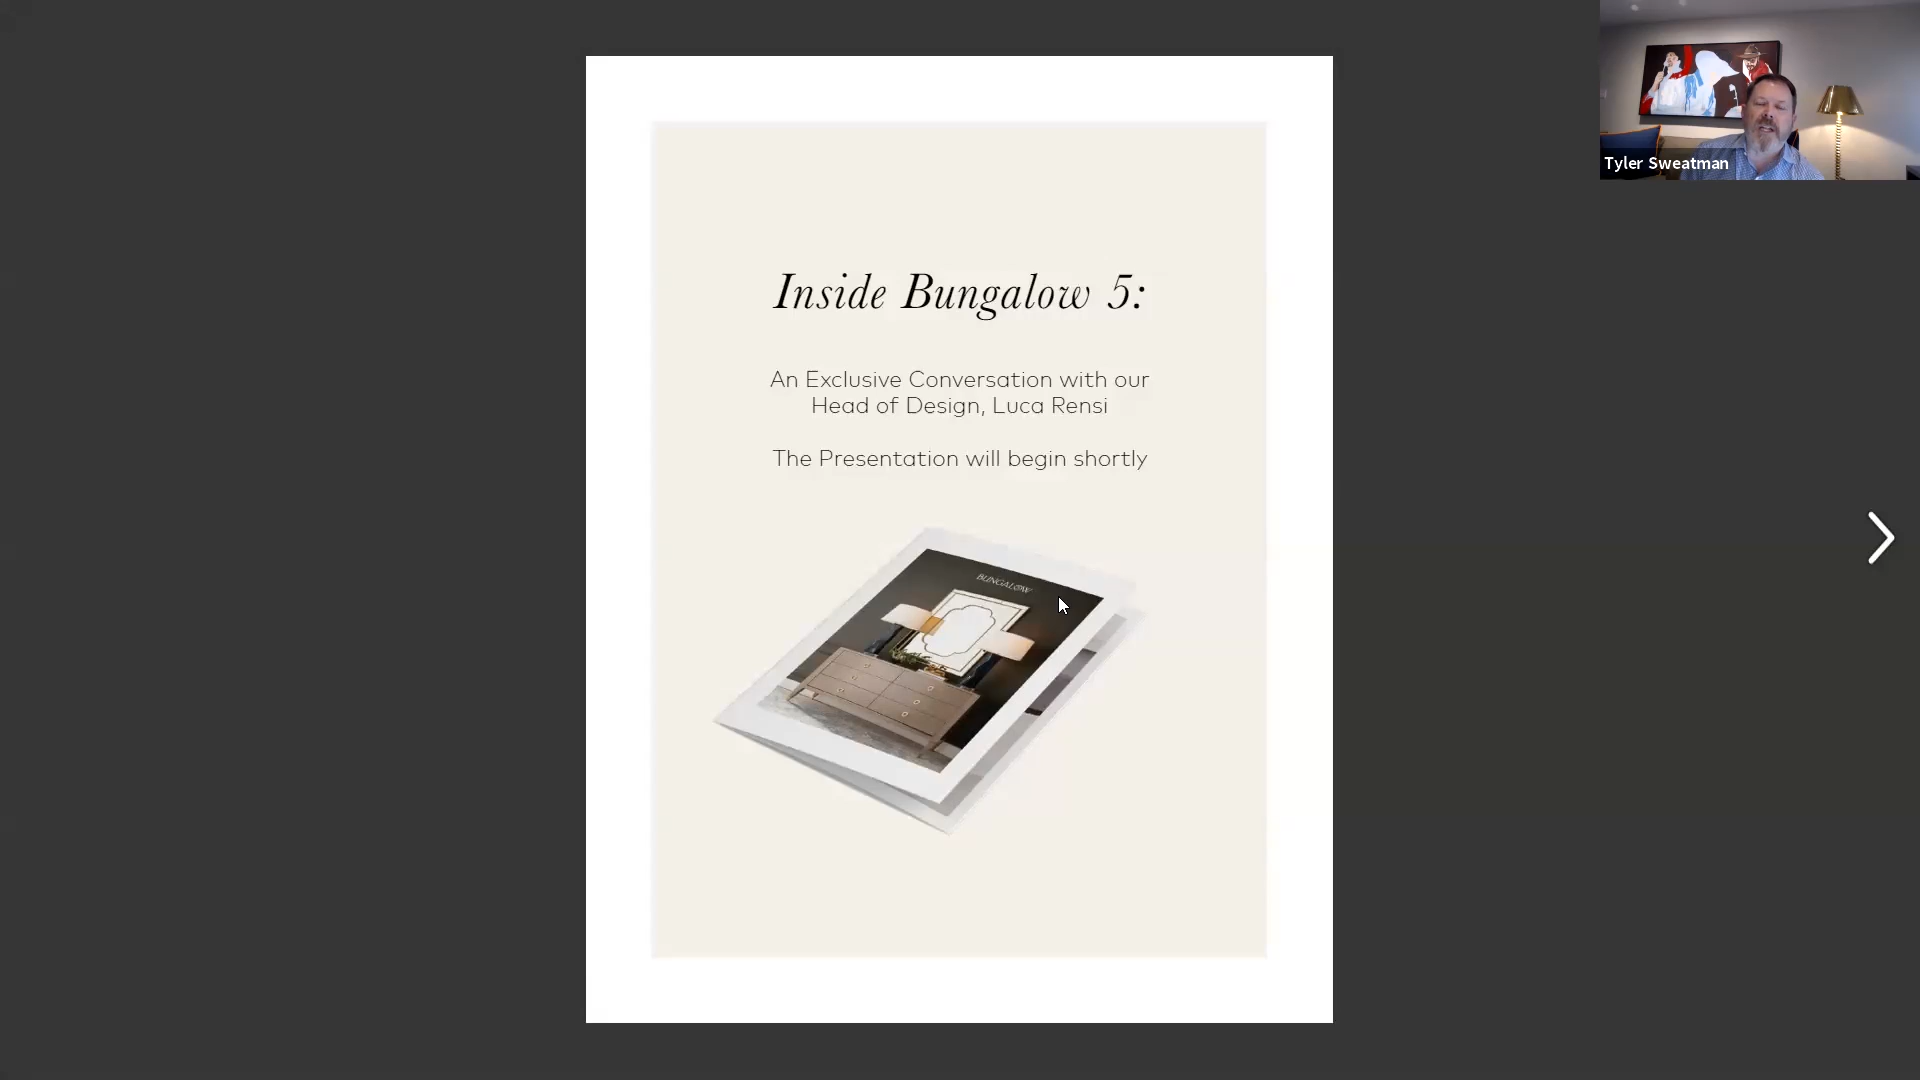 Inside Bungalow 5:
An Exclusive Conversation with our
Head of Design, Luca Rensi
The Presentation will begin shortly
BUNGALOW
Tyler Sweatman